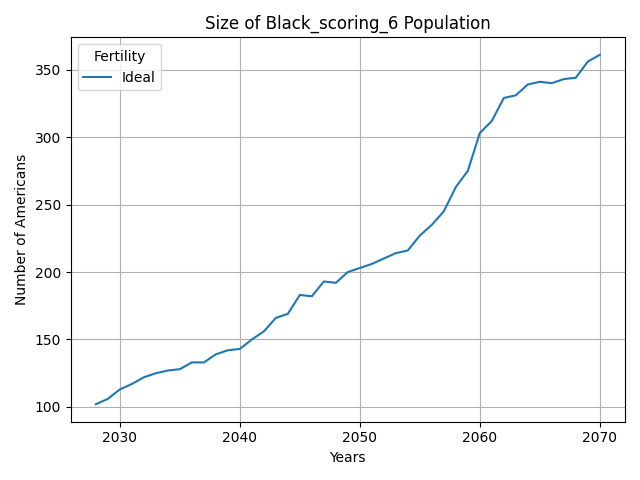 Size of Black_scoring_6 Population
Fertility
Ideal
Number of Americans
350
300
250
200
150
100
2030 2040 2050 2060 2070
Years